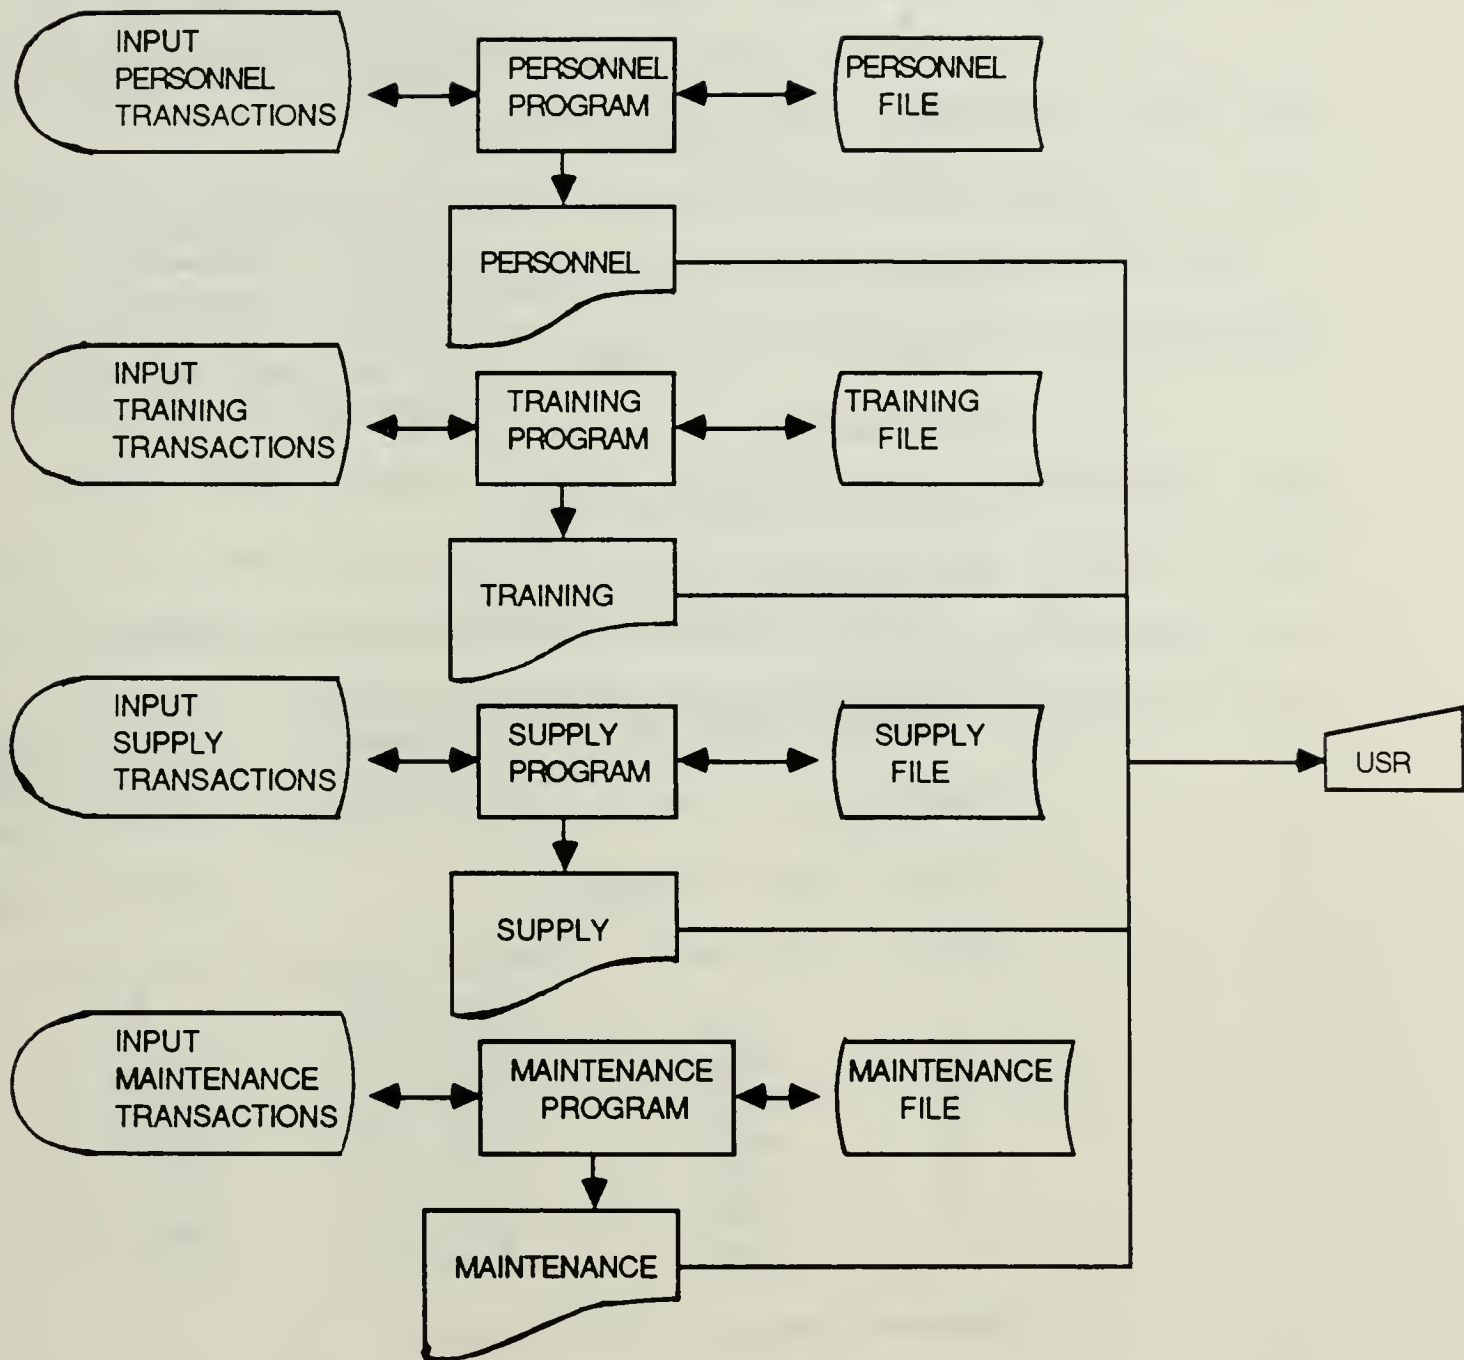 INPUT
PERSONNEL
TRANSACTIONS
PERSONNEL
PROGRAM
PERSONNEL
FILE
PERSONNEL
INPUT
TRAINING
TRANSACTIONS
TRAINING
PROGRAM
TRAINING
FILE
TRAINING
INPUT
SUPPLY
TRANSACTIONS
SUPPLY
PROGRAM
SUPPLY
FILE
USR
SUPPLY
INPUT
MAINTENANCE
TRANSACTIONS
MAINTENANCE
PROGRAM
MAINTENANCE
FILE
MAINTENANCE